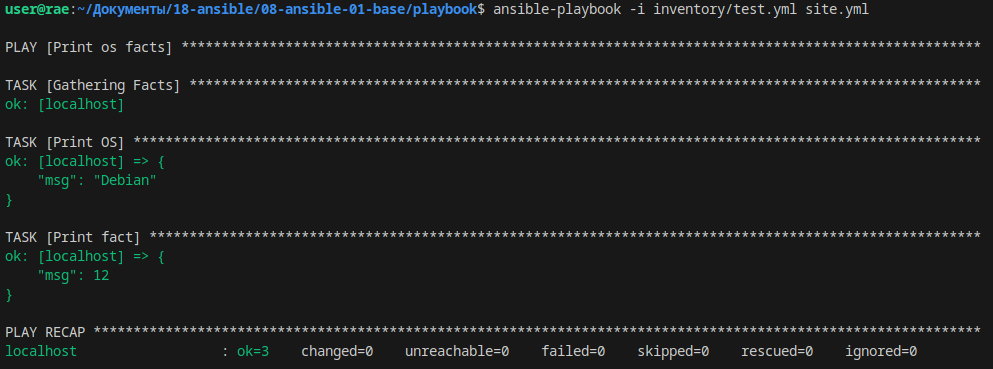 user@rae:~/Документы/18-ansible/08-ansible-01-base/playbook$ ansible-playbook -i inventory/test.yml site.yml
PLAY [Print os facts] ***************************************************************************************************
TASK [Gathering Facts] **************************************************************************************************
ok: [localhost]
TASK [Print OS] *********************************************************************************************************
ok: [localhost] => {
    "msg": "Debian"
}
TASK [Print fact] *******************************************************************************************************
ok: [localhost] => {
    "msg": 12
}
PLAY RECAP **************************************************************************************************************
localhost                  : ok=3    changed=0    unreachable=0    failed=0    skipped=0    rescued=0    ignored=0